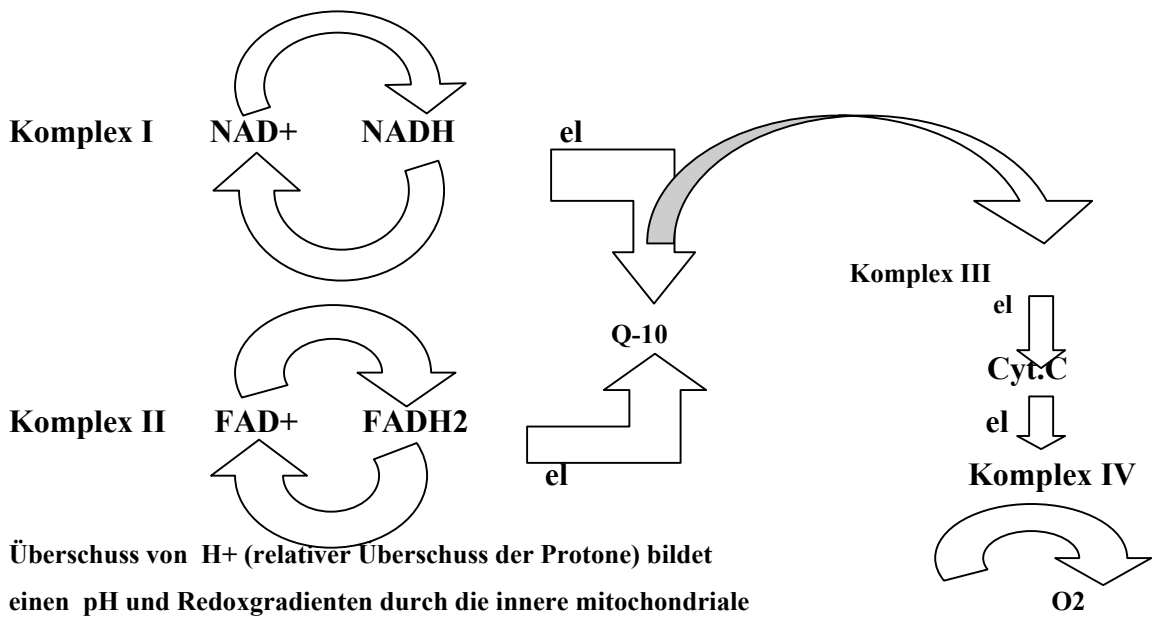 Komplex I NAD+ NADH el
Komplex III
el
Q-10
Cyt.C
Komplex II FAD+ FADH2 el
el
Komplex IV
Überschuss von H+ (relativer Überschuss der Protone) bildet
einen pH und Redoxgradienten durch die innere mitochondriale O2